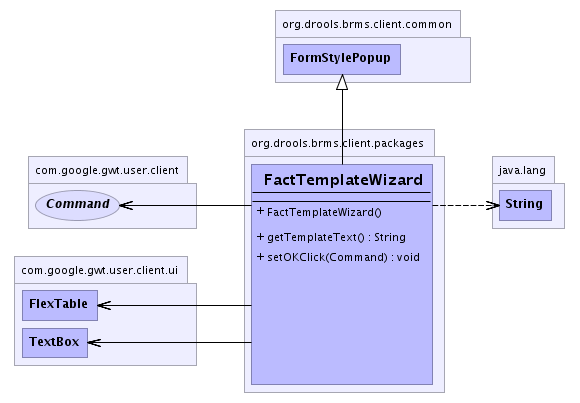 org.drools.brms.client.common
FormStylePopup
org.drools.brms.client.packages
FactTemplateWizard
+ FactTemplateWizard()
+ getTemplateText() : String
+ setOKClick(Command) : void
com.google.gwt.user.client
Command
java.lang
String
com.google.gwt.user.client.ui
FlexTable
TextBox